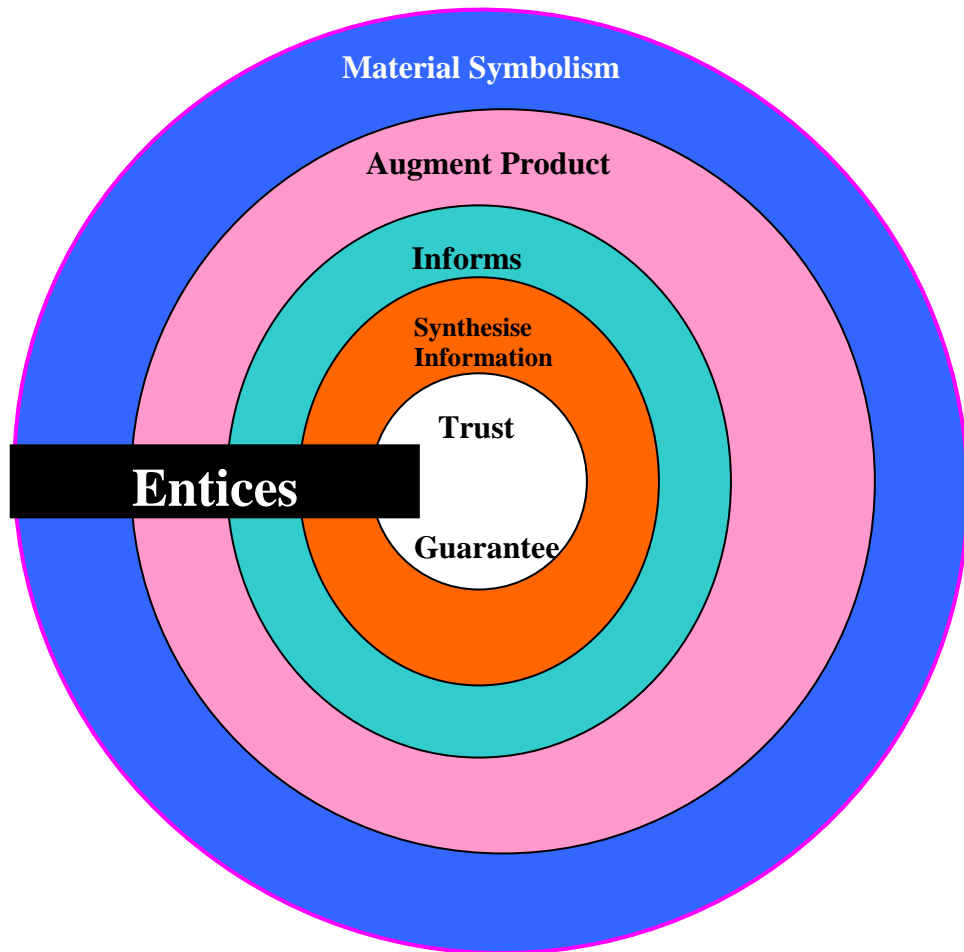 Material Symbolism
Augment Product
Informs
Synthesise
Information
Trust
Entices
Guarantee